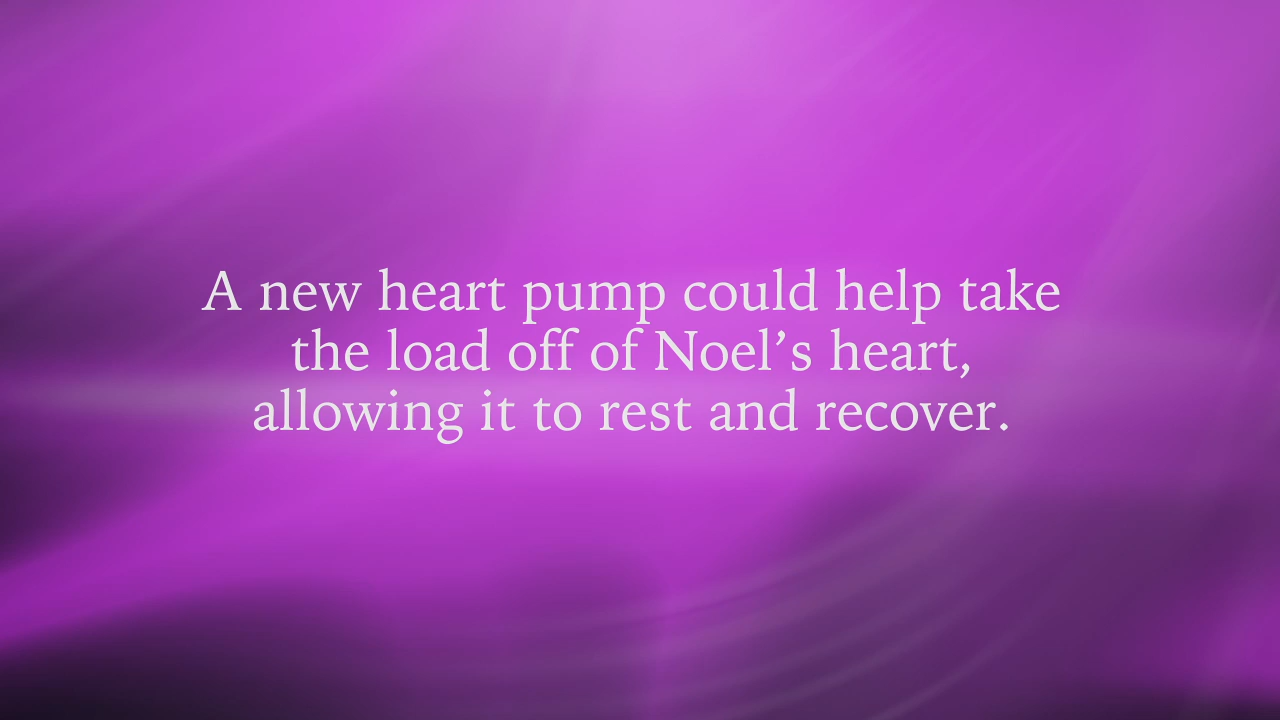 A new heart pump could help take
the load off of Noel’s heart,
allowing it to rest and recover.